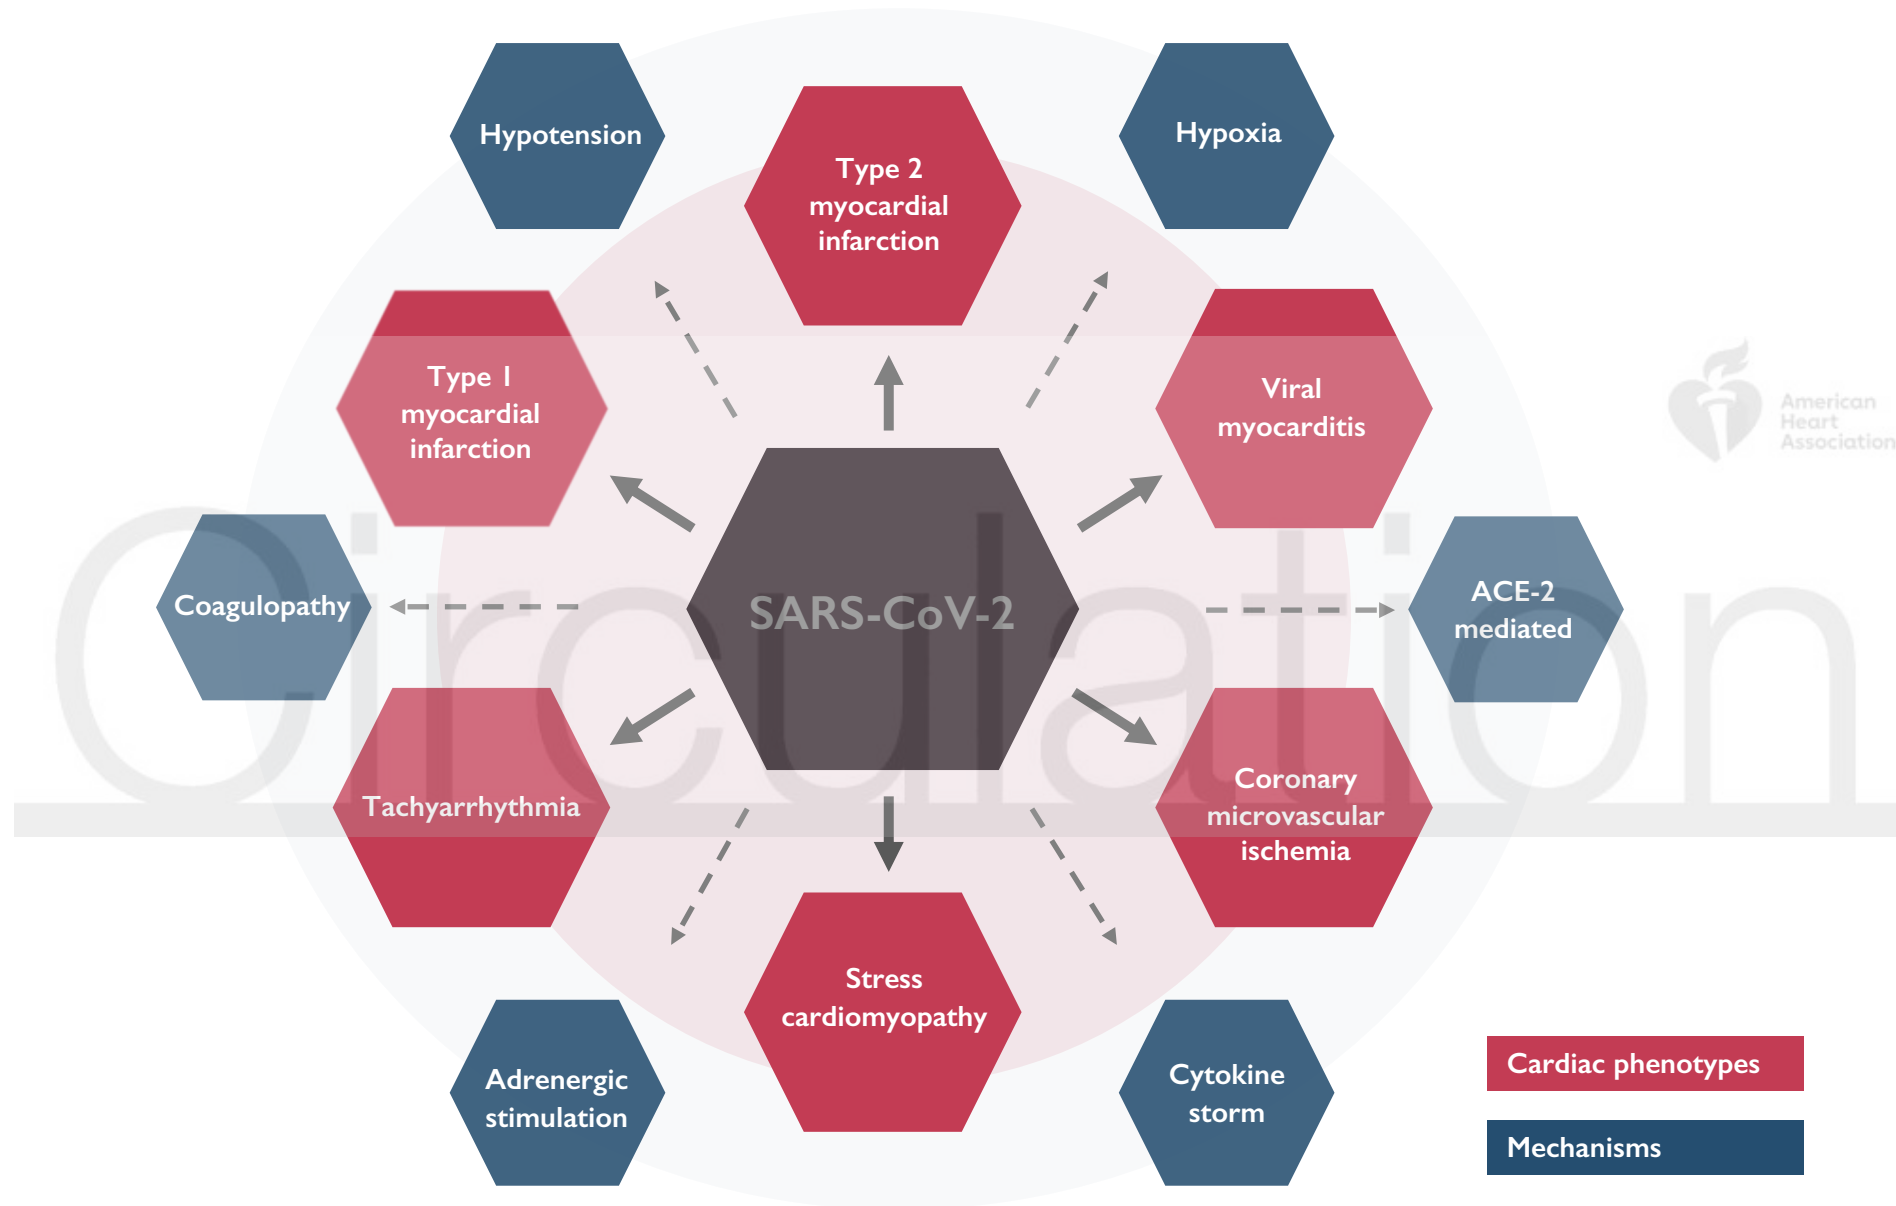 Hypotension
Type 2
myocardial
infarction
Hypoxia
Type 1
myocardial
infarction
Viral
myocarditis
American
Heart
Association
Coagulopathy
SARS-CoV-2
ACE-2
mediated
Circulation
Tachyarrhythmia
Coronary
microvascular
ischemia
Stress
cardiomyopathy
Adrenergic
stimulation
Cytokine
storm
Cardiac phenotypes
Mechanisms